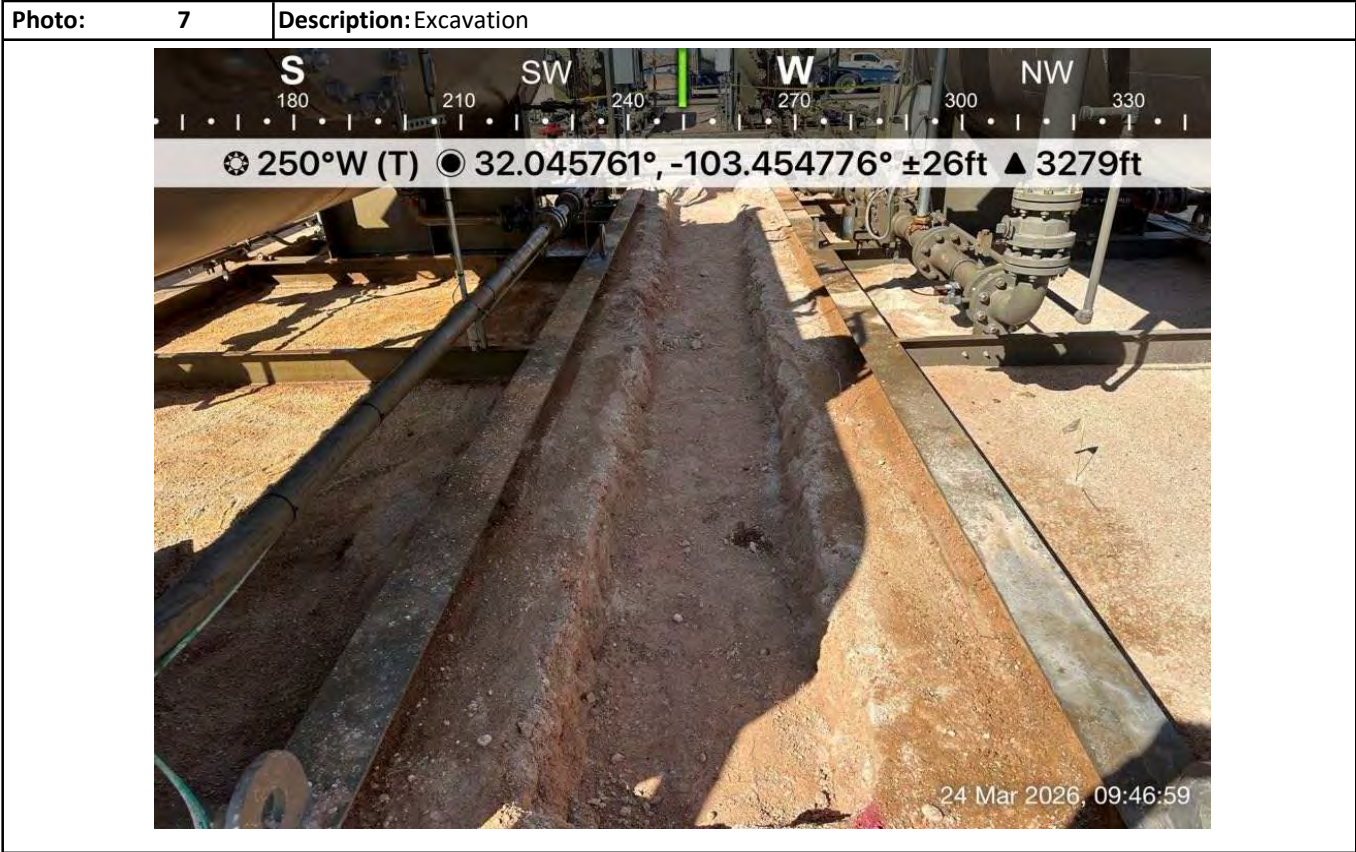 Photo: 7 Description: Excavation
S SW W NW
180 210 240 270 300 330
250°W (T) 32.045761°, -103.454776° ±26ft ▲ 3279ft
24 Mar 2026, 09:46:59